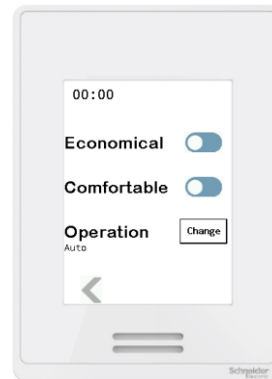 00:00
Economical
Comfortable
Operation
Change
Auto
Schneider
Electric